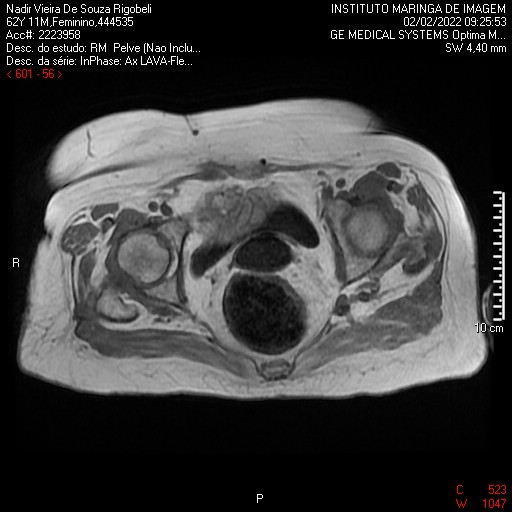 Nadir Vieira De Souza Rigobeli
62Y 11M,Feminino,444535
Acc#: 2223958
Desc. do estudo: RM Pelve (Nao Inclu...
Desc. da série: InPhase: Ax LAVA-Fle...
< 601 - 56 >
INSTITUTO MARINGA DE IMAGEM
02/02/2022 09:25:53
GE MEDICAL SYSTEMS Optima M...
SW 4,40 mm
R
10 cm
P
C 523
W 1047